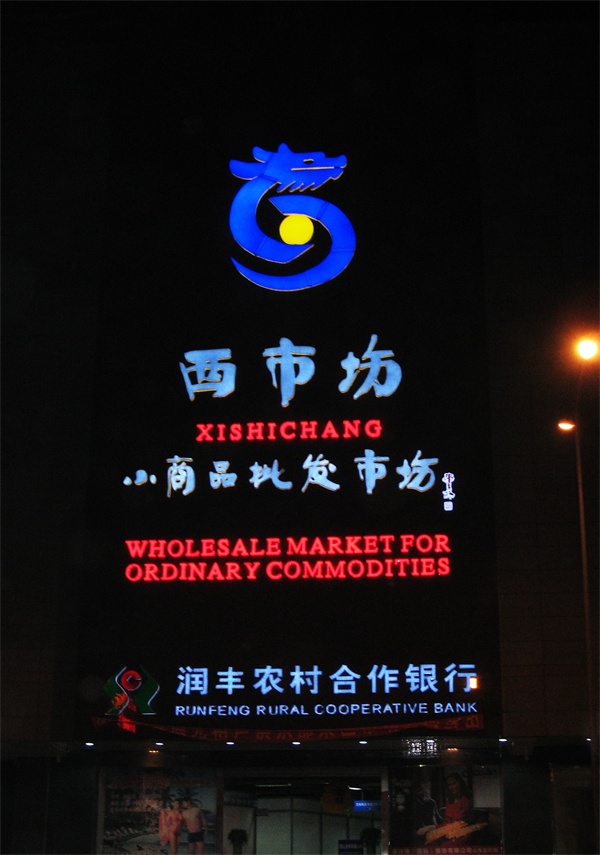 西市场
XISHICHANG
小商品批发市场
WHOLESALE MARKET FOR
ORDINARY COMMODITIES
润丰农村合作银行
RUNFENG RURAL COOPERATIVE BANK